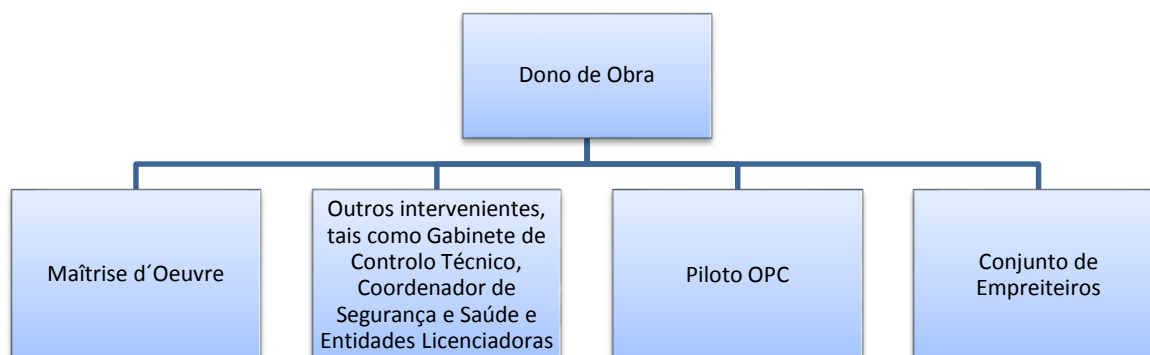 Dono de Obra
Maîtrise d´Oeuvre
Outros intervenientes,
tais como Gabinete de
Controlo Técnico,
Coordenador de
Segurança e Saúde e
Entidades Licenciadoras
Piloto OPC
Conjunto de
Empreiteiros